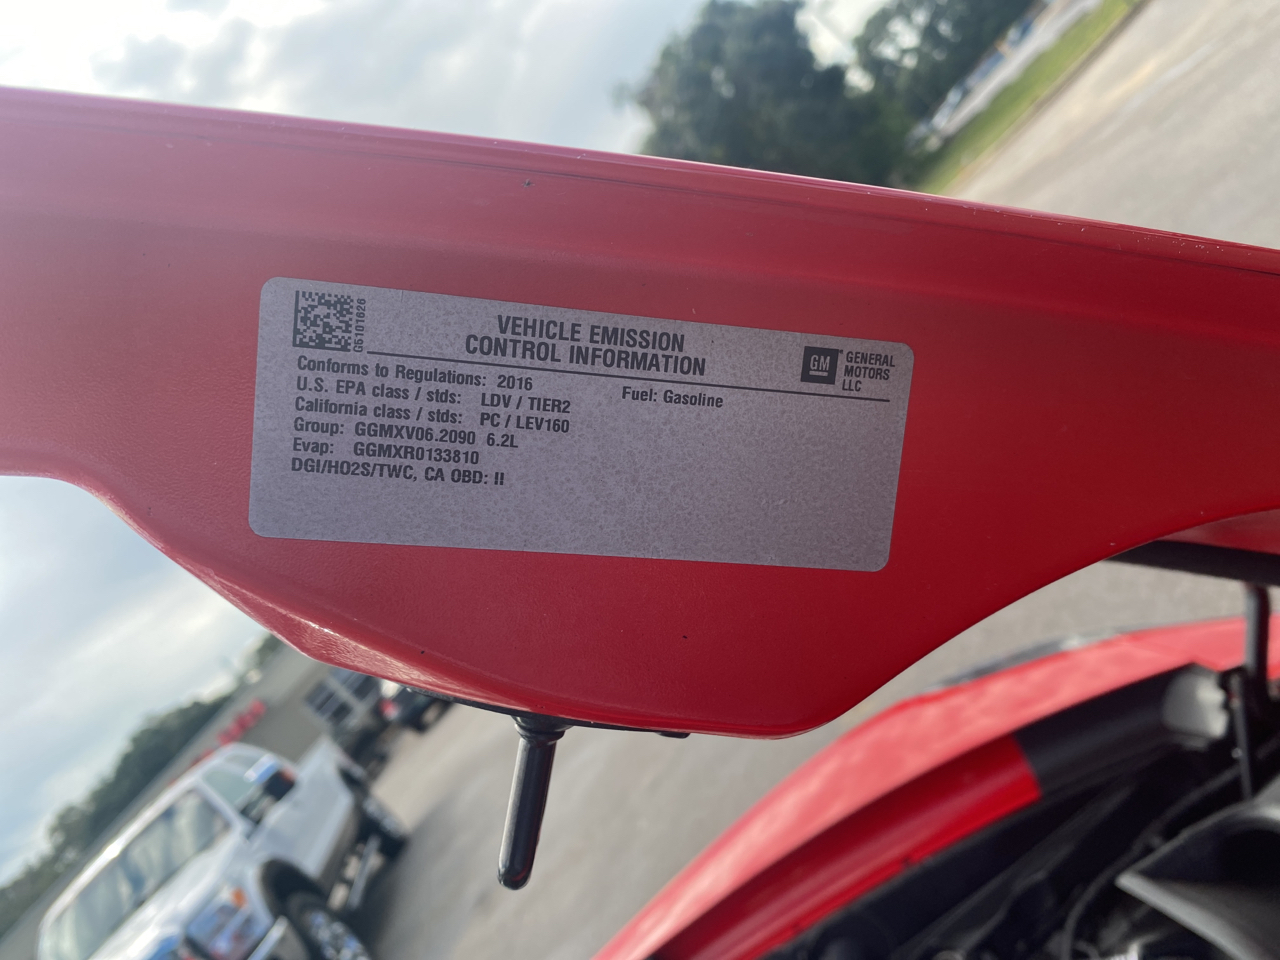 G6101626
VEHICLE EMISSION
CONTROL INFORMATION
GM
GENERAL
MOTORS
LLC
Conforms to Regulations: 2016
Fuel: Gasoline
U.S. EPA class / stds: LDV / TIER2
California class / stds: PC / LEV160
Group: GGMXV06.2090 6.2L
Evap: GGMXR0133810
DGI/HO2S/TWC, CA OBD: II